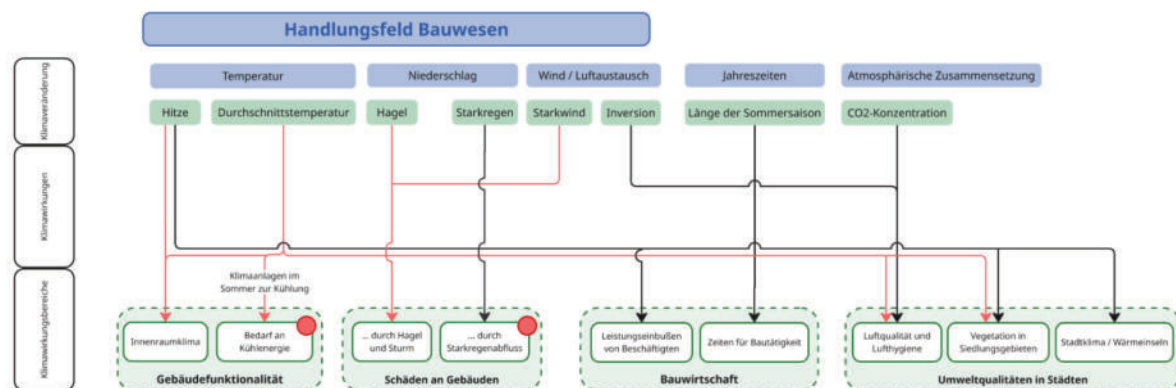 Handlungsfeld Bauwesen
Klimaveränderung
Temperatur
Niederschlag
Wind / Luftaustausch
Jahreszeiten
Atmosphärische Zusammensetzung
Hitze
Durchschnittstemperatur
Hagel
Starkregen
Starkwind
Inversion
Länge der Sommersaison
CO2-Konzentration
Klimawirkungen
Klimawirkungsbereiche
Klimaanlagen im
Sommer zur Kühlung
Innenraumklima
Bedarf an
Kühlenergie
Gebäudefunktionalität
... durch Hagel
und Sturm
... durch
Starkregenabfluss
Schäden an Gebäuden
Leistungseinbußen
von Beschäftigten
Zeiten für Bautätigkeit
Bauwirtschaft
Luftqualität und
Lufthygiene
Vegetation in
Siedlungsgebieten
Stadtklima / Wärmeinseln
Umweltqualitäten in Städten